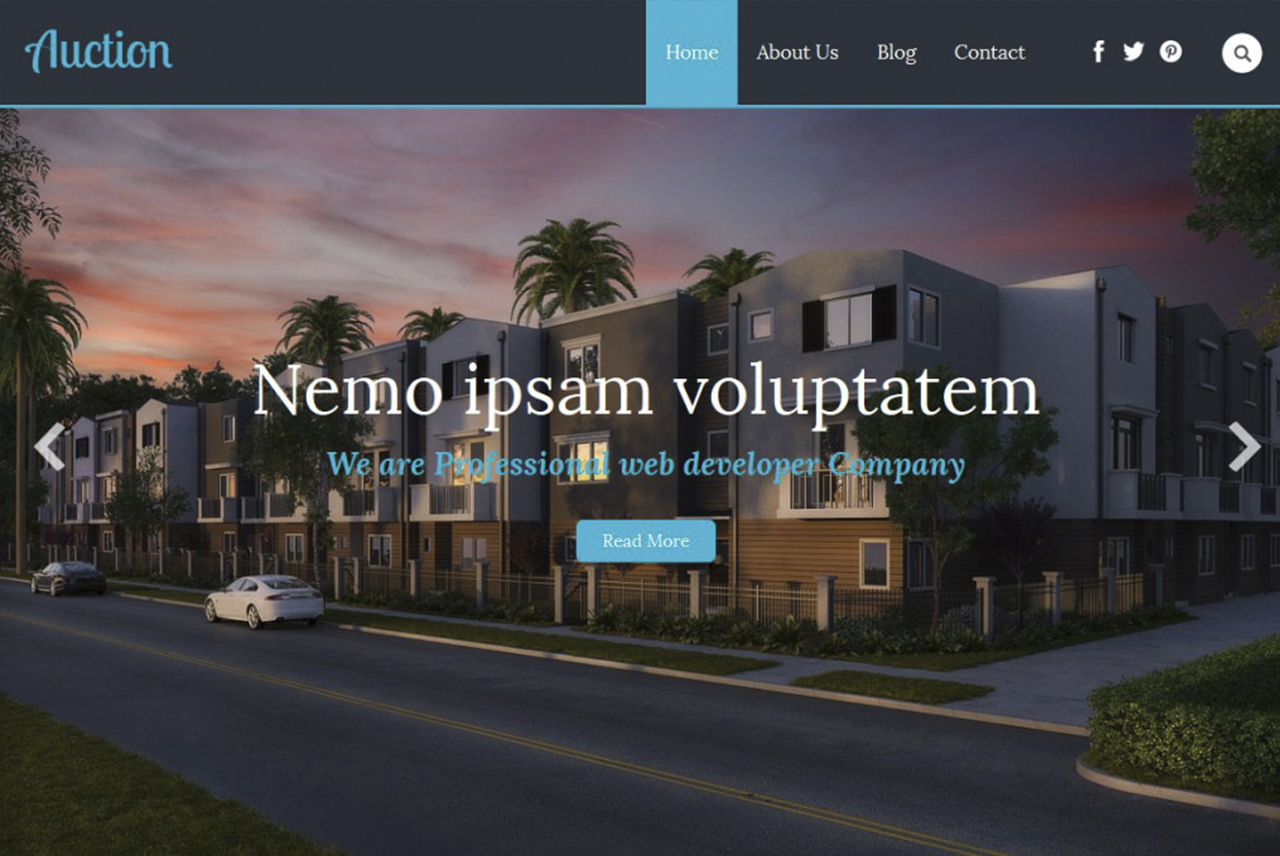 Auction
Home About Us Blog Contact
Nemo ipsam voluptatem
We are Professional web developer Company
Read More